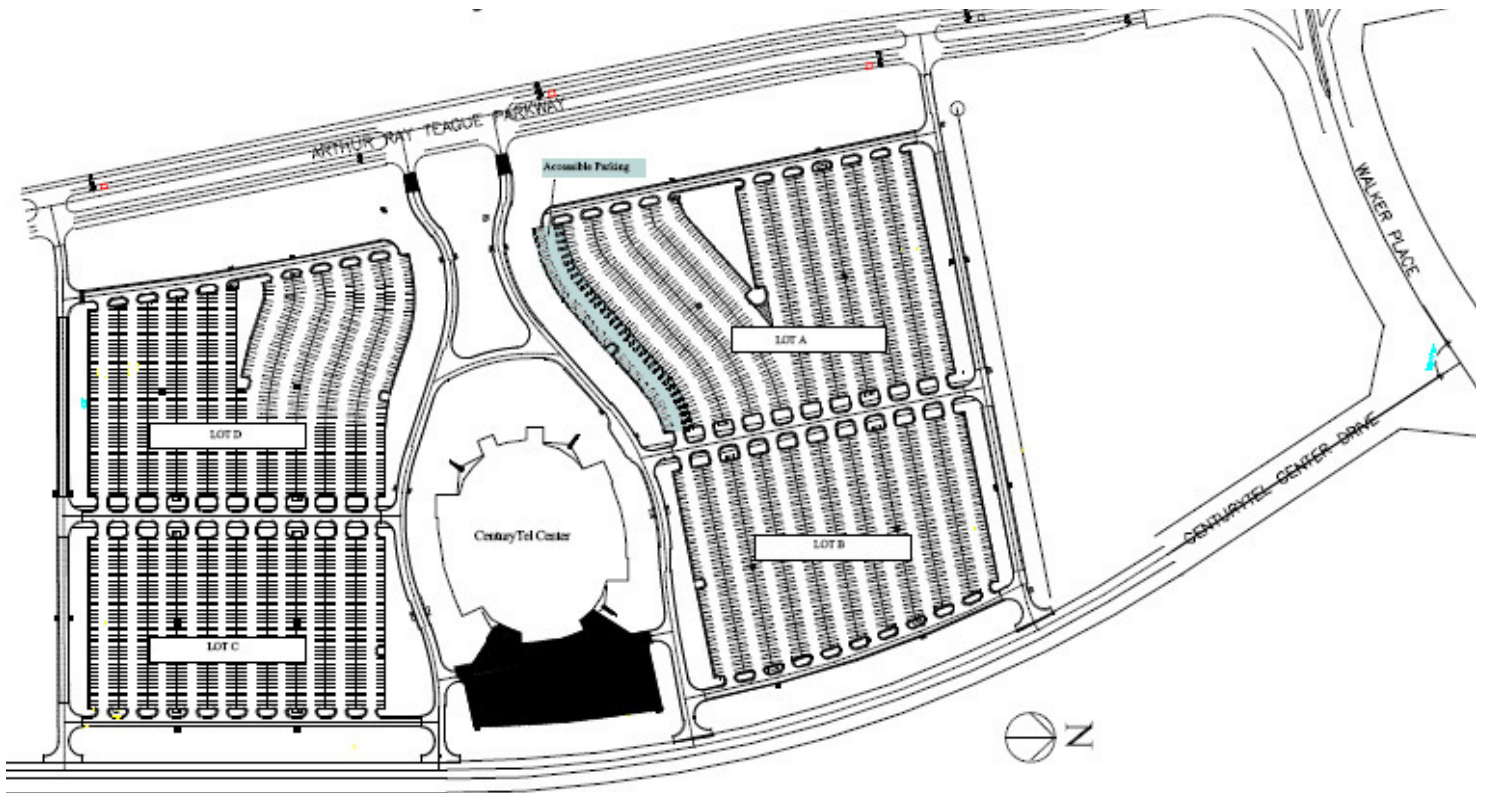 ARTHUR RAY TEAGUE PARKWAY
Accessible Parking
WALKER PLACE
LOT A
LOT D
CENTURYTEL CENTER DRIVE
CenturyTel Center
LOT B
LOT C
N